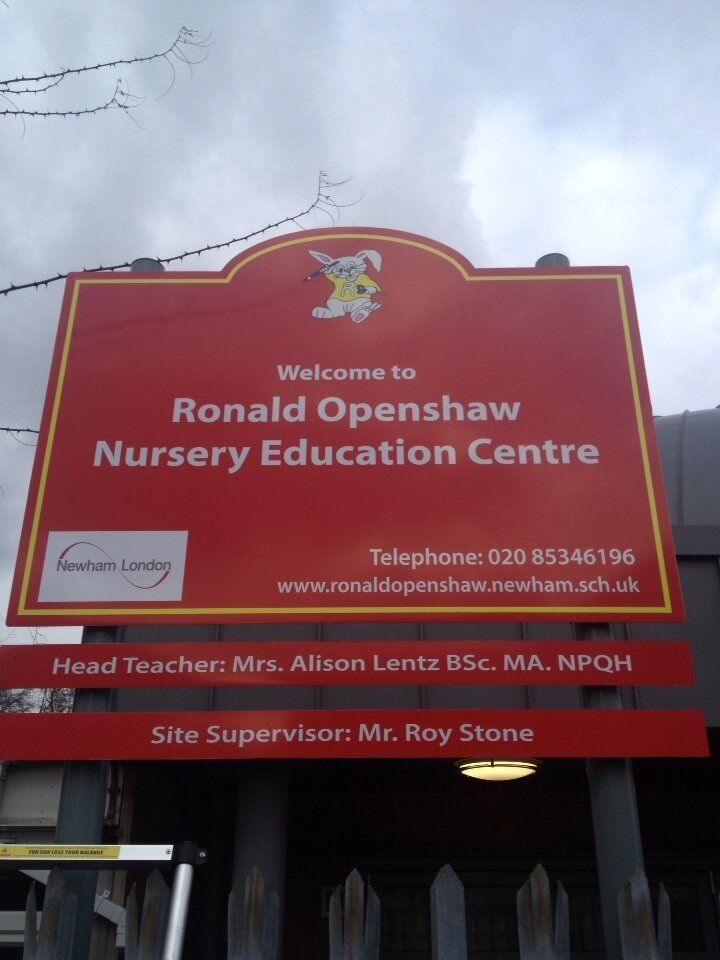 R
Welcome to
Ronald Openshaw
Nursery Education Centre
Newham London
Telephone: 020 85346196
www.ronaldopenshaw.newham.sch.uk
Head Teacher: Mrs. Alison Lentz BSc. MA. NPQH
Site Supervisor: Mr. Roy Stone
YOU CAN LOSE YOUR BALANCE